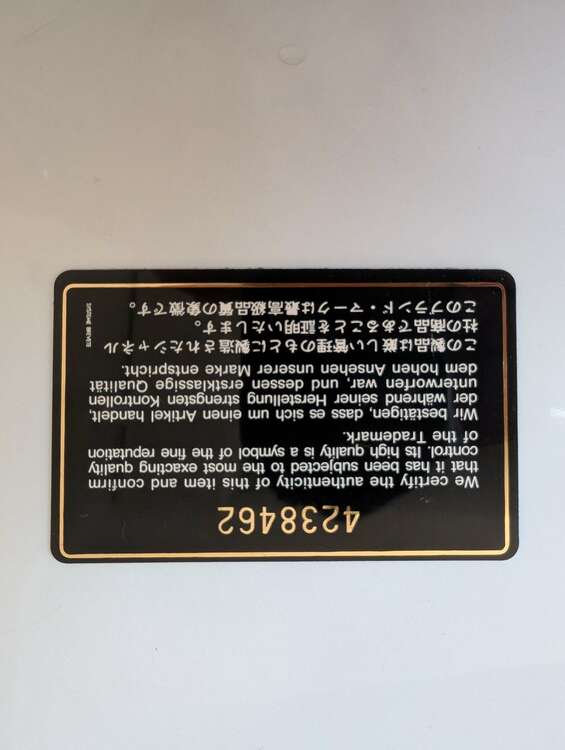 4238462
We certify the authenticity of this item and confirm
that it has been subjected to the most exacting quality
control. Its high quality is a symbol of the fine reputation
of the Trademark.
Wir bestätigen, dass es sich um einen Artikel handelt,
der während seiner Herstellung strengsten Kontrollen
unterworfen war, und dessen erstklassige Qualität
dem hohen Ansehen unserer Marke entspricht.
この製品は厳しい管理のもとに製造されたシャネル
社の商品であることを証明いたします。
このブランド・マークは最高級品質の象徴です。
SYSTEME BREVETE